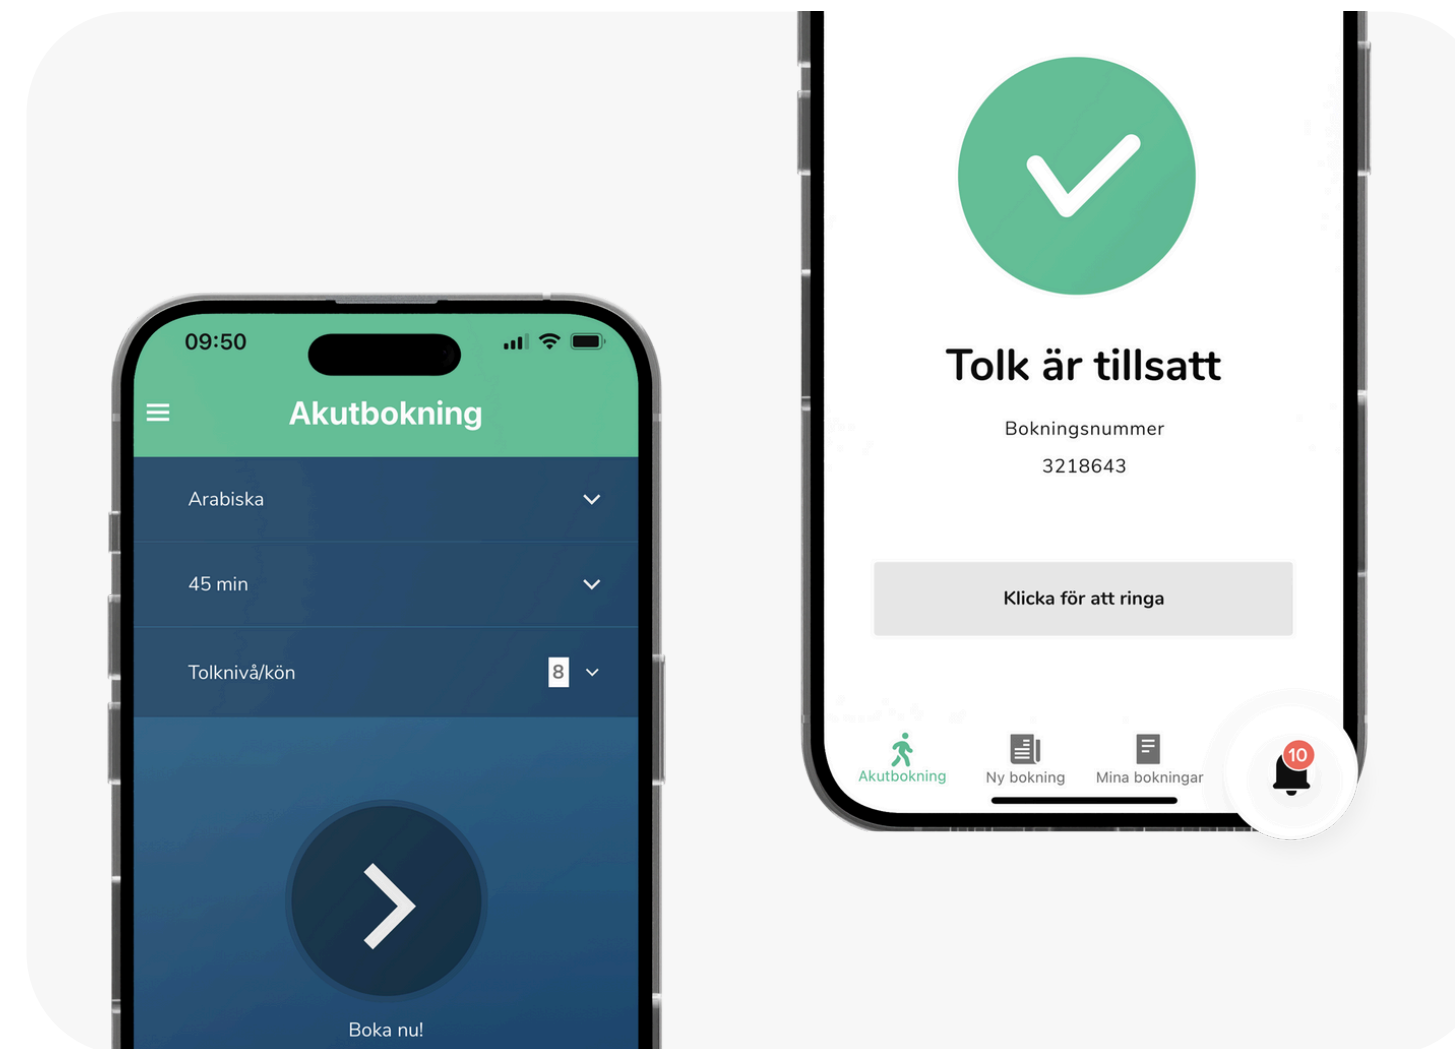 09:50
Akutbokning
Arabiska
45 min
Tolknivå/kön 8
Boka nu!
Tolk är tillsatt
Bokningsnummer
3218643
Klicka för att ringa
Akutbokning Ny bokning Mina bokningar 10